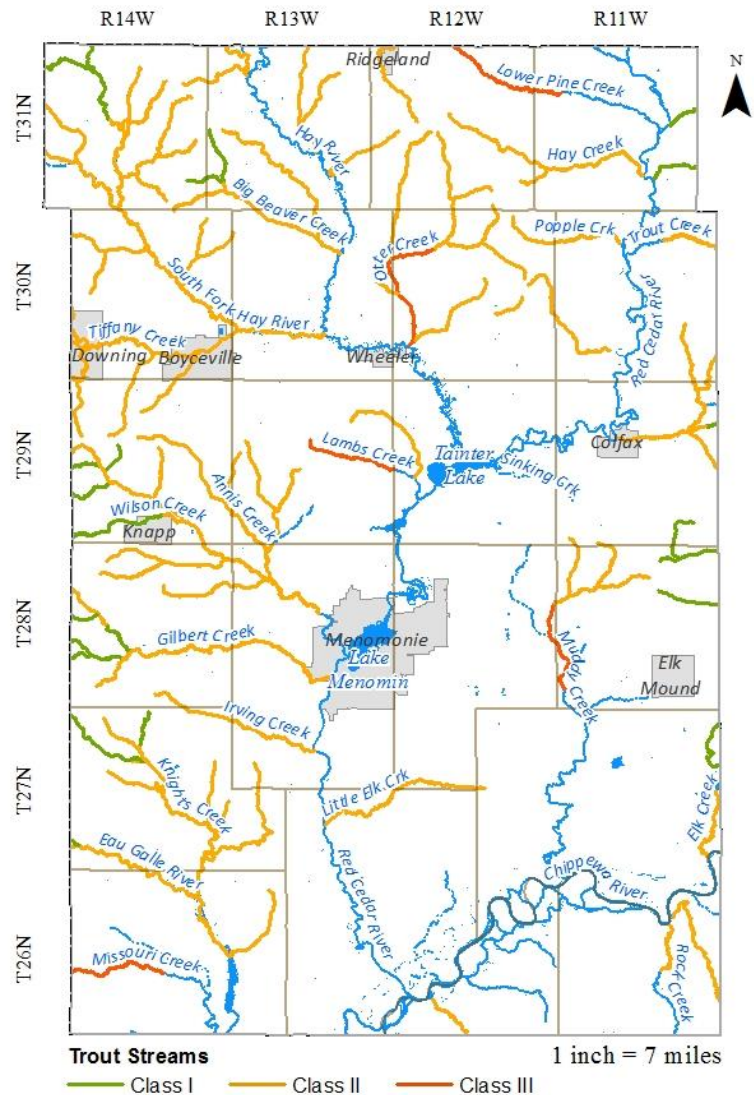 R14W R13W R12W R11W
N
T31N
T30N
T29N
T28N
T27N
T26N
Ridgeland
Lower Pine Creek
Hay River
Hay Creek
Big Beaver Creek
Otter Creek
Popple Crk
Trout Creek
South Fork Hay River
Red Cedar River
Tiffany Creek
Downing
Boyceville
Wheeler
Colfax
Lambs Creek
Tainter
Lake
Sinking Crk
Annis Creek
Wilson Creek
Knapp
Gilbert Creek
Menomonie
Lake
Menomin
Muddy Creek
Elk
Mound
Irving Creek
Knights Creek
Little Elk Crk
Elk Creek
Eau Galle River
Red Cedar River
Chippewa River
Missouri Creek
Rock Creek
Trout Streams
1 inch = 7 miles
Class I Class II Class III